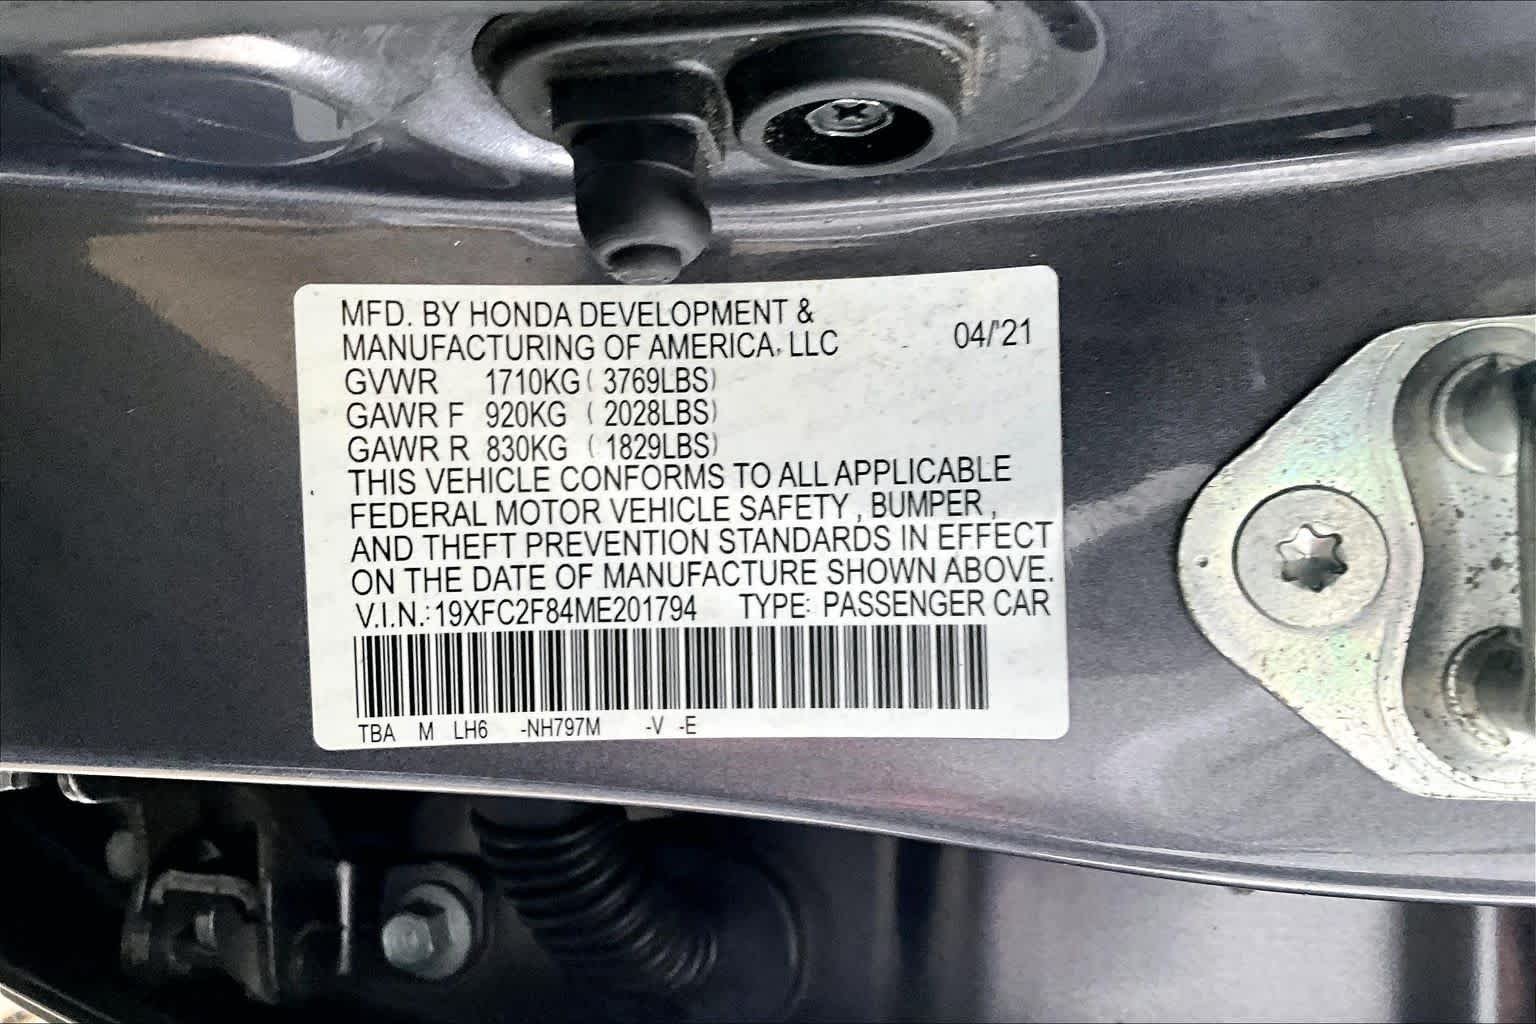 MFD. BY HONDA DEVELOPMENT &
MANUFACTURING OF AMERICA, LLC 04/'21
GVWR 1710KG ( 3769LBS)
GAWR F 920KG ( 2028LBS)
GAWR R 830KG ( 1829LBS)
THIS VEHICLE CONFORMS TO ALL APPLICABLE
FEDERAL MOTOR VEHICLE SAFETY , BUMPER ,
AND THEFT PREVENTION STANDARDS IN EFFECT
ON THE DATE OF MANUFACTURE SHOWN ABOVE.
V.I.N.: 19XFC2F84ME201794 TYPE: PASSENGER CAR
TBA M LH6 -NH797M -V -E